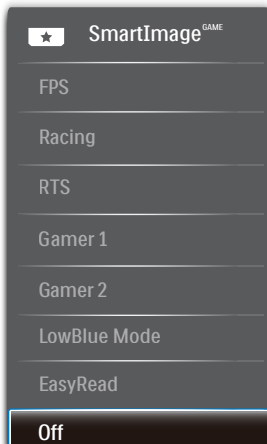 SmartImage GAME
FPS
Racing
RTS
Gamer 1
Gamer 2
LowBlue Mode
EasyRead
Off